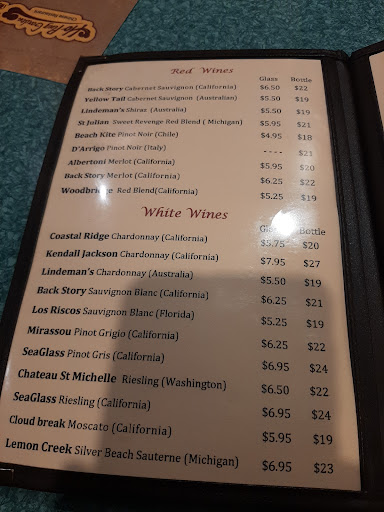 Red Wines
Glass Bottle
Back Story Cabernet Sauvignon (California) $6.50 $22
Yellow Tail Cabernet Sauvignon (Australian) $5.50 $19
Lindeman's Shiraz (Australia) $5.50 $19
St Julian Sweet Revenge Red Blend ( Michigan) $5.95 $21
Beach Kite Pinot Noir (Chile) $4.95 $18
D'Arrigo Pinot Noir (Italy) ---- $21
Albertoni Merlot (California) $5.95 $20
Back Story Merlot (California) $6.25 $22
Woodbridge Red Blend(California) $5.25 $19
White Wines
Bottle
Coastal Ridge Chardonnay (California) $5.75 $20
Kendall Jackson Chardonnay (California) $7.95 $27
Lindeman's Chardonnay (Australia) $5.50 $19
Back Story Sauvignon Blanc (California) $6.25 $21
Los Riscos Sauvignon Blanc (Florida) $5.25 $19
Mirassou Pinot Grigio (California) $6.25 $22
SeaGlass Pinot Gris (California) $6.95 $24
Chateau St Michelle Riesling (Washington) $6.50 $22
SeaGlass Riesling (California) $6.95 $24
Cloud break Moscato (California) $5.95 $19
Lemon Creek Silver Beach Sauterne (Michigan) $6.95 $23